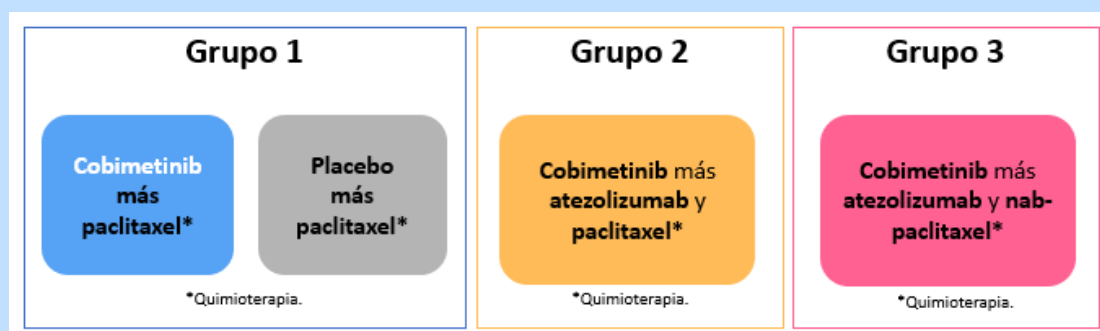 Grupo 1
Cobimetinib
más
paclitaxel*
Placebo
más
paclitaxel*
*Quimioterapia.
Grupo 2
Cobimetinib más
atezolizumab y
paclitaxel*
*Quimioterapia.
Grupo 3
Cobimetinib más
atezolizumab y nab-
paclitaxel*
*Quimioterapia.